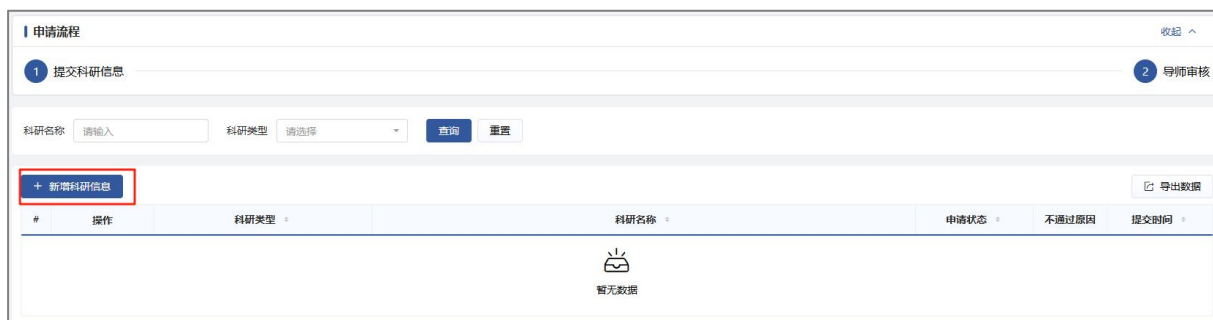 申请流程 收起
1 提交科研信息 2 导师审核
科研名称 请输入 科研类型 请选择 查询 重置
+ 新增科研信息 导出数据
# 操作 科研类型 科研名称 申请状态 不通过原因 提交时间
暂无数据